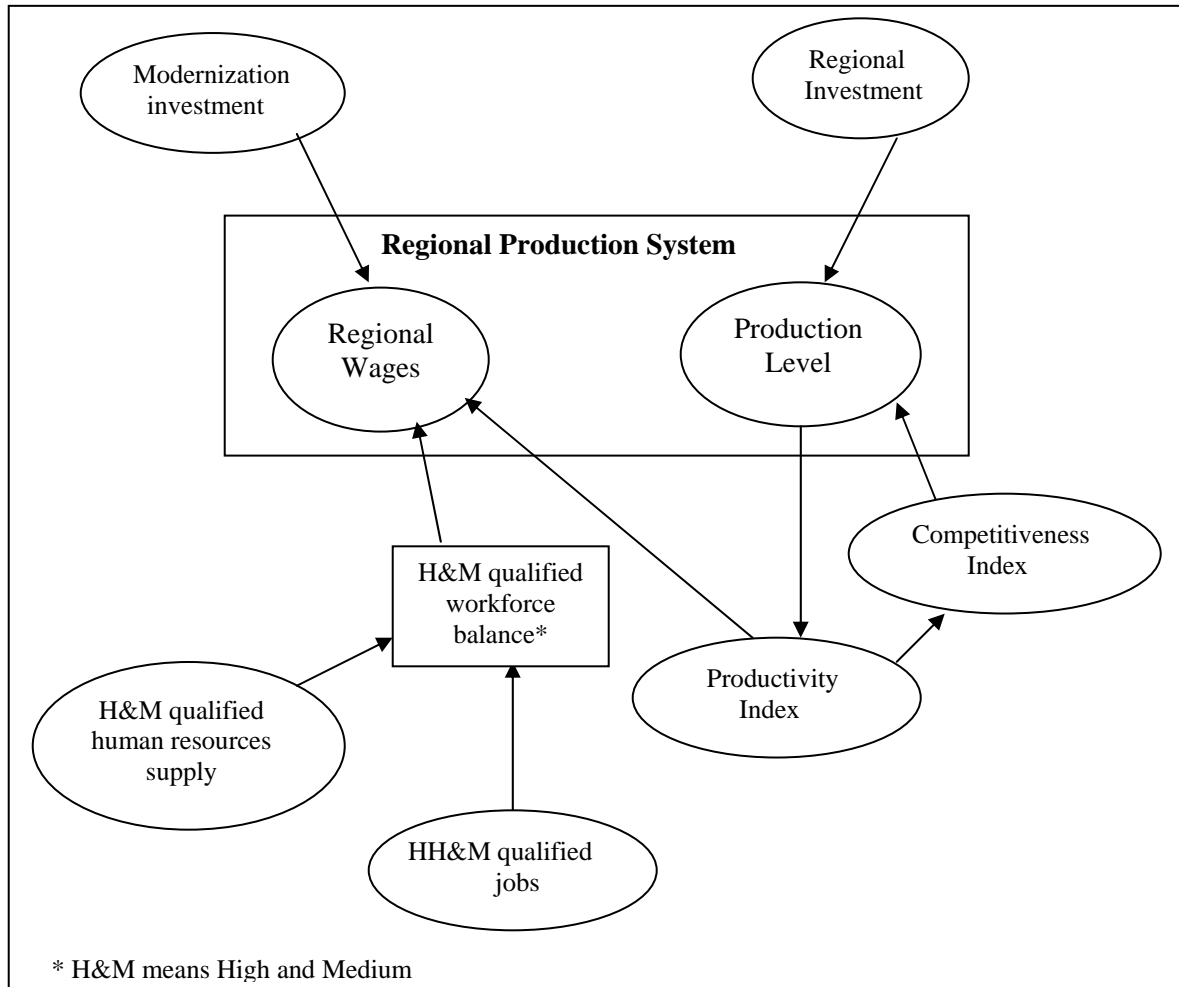 Modernization
investment
Regional
Investment
Regional Production System
Regional
Wages
Production
Level
Competitiveness
Index
H&M qualified
workforce
balance*
Productivity
Index
H&M qualified
human resources
supply
HH&M qualified
jobs
* H&M means High and Medium